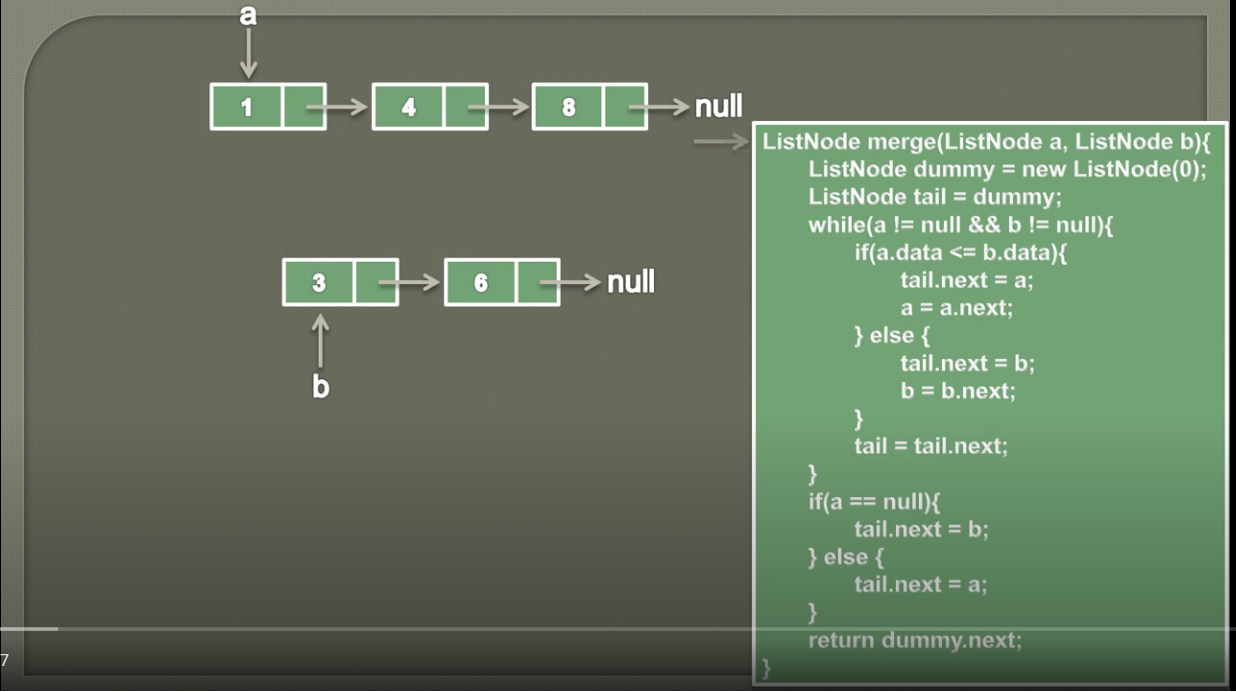 a
1 4 8 null
ListNode merge(ListNode a, ListNode b){
ListNode dummy = new ListNode(0);
ListNode tail = dummy;
while(a != null && b != null){
if(a.data <= b.data){
tail.next = a;
a = a.next;
} else {
tail.next = b;
b = b.next;
}
tail = tail.next;
}
if(a == null){
tail.next = b;
} else {
tail.next = a;
}
return dummy.next;
}
3 6 null
b
7